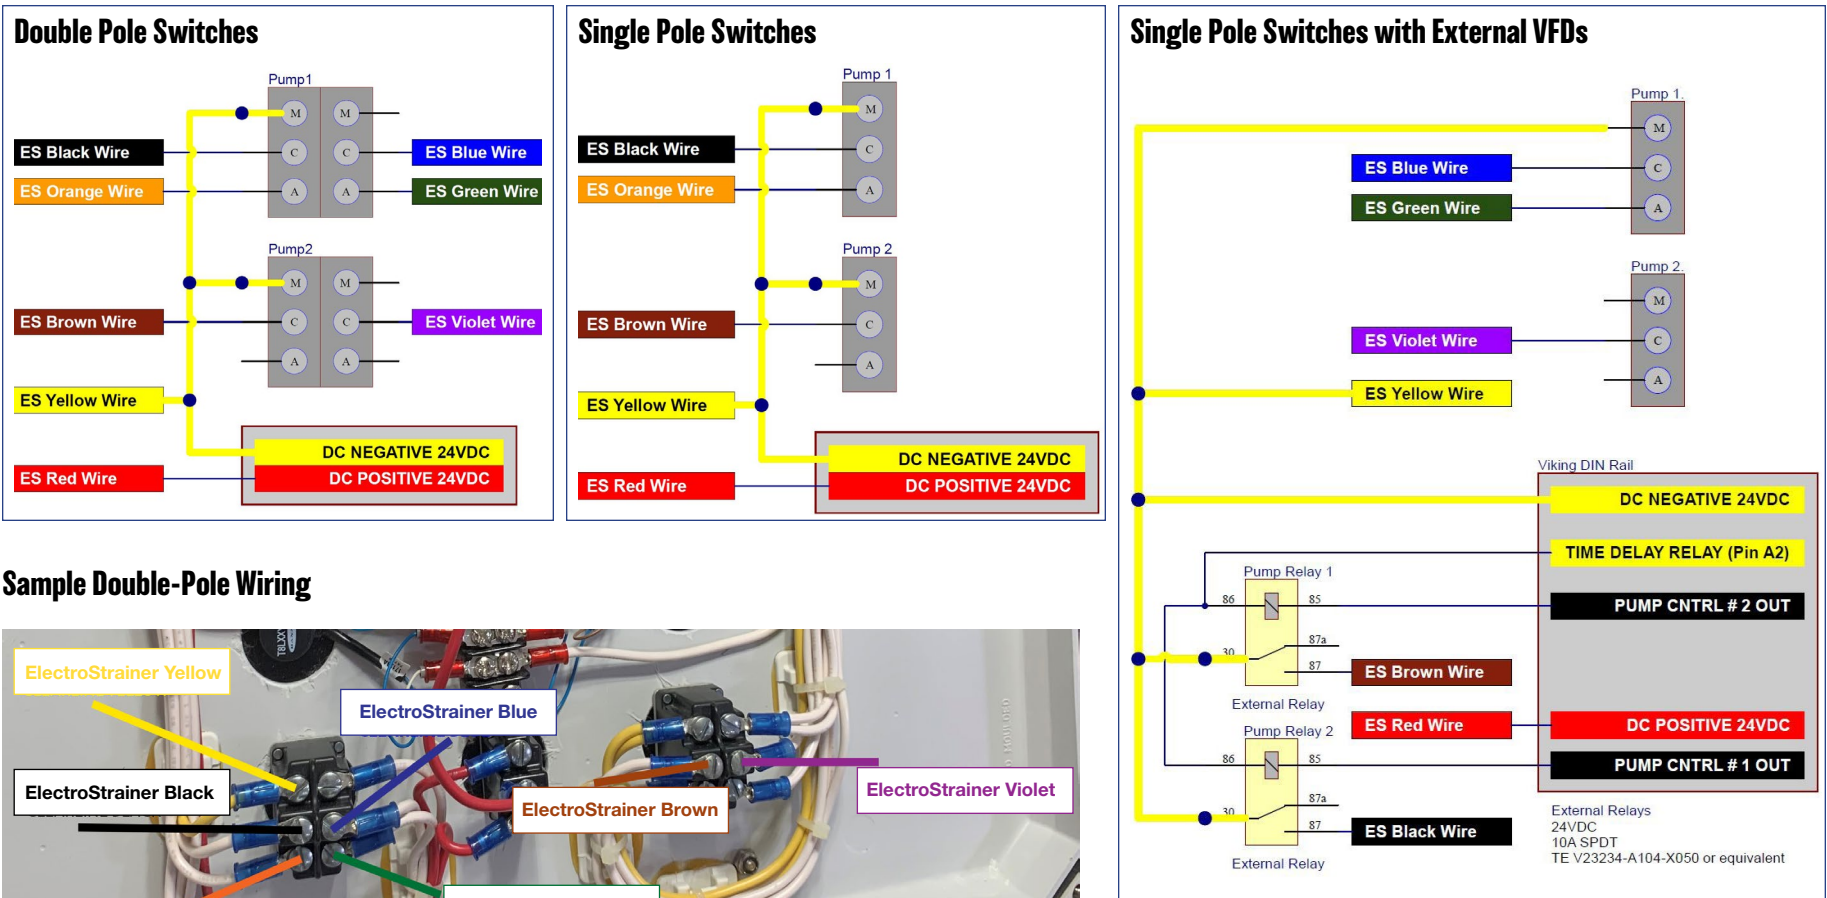 Double Pole Switches
Pump1
M M
ES Black Wire C C ES Blue Wire
ES Orange Wire A A ES Green Wire
Pump2
M M
ES Brown Wire C C ES Violet Wire
A A
ES Yellow Wire
DC NEGATIVE 24VDC
ES Red Wire DC POSITIVE 24VDC
Single Pole Switches
Pump 1
M
ES Black Wire C
ES Orange Wire A
Pump 2
M
ES Brown Wire C
A
ES Yellow Wire
DC NEGATIVE 24VDC
ES Red Wire DC POSITIVE 24VDC
Single Pole Switches with External VFDs
Pump 1.
M
ES Blue Wire C
ES Green Wire A
Pump 2.
M
ES Violet Wire C
ES Yellow Wire A
Viking DIN Rail
DC NEGATIVE 24VDC
TIME DELAY RELAY (Pin A2)
Pump Relay 1
86 85 PUMP CNTRL # 2 OUT
87a
30
87 ES Brown Wire
External Relay
ES Red Wire DC POSITIVE 24VDC
Pump Relay 2
86 85 PUMP CNTRL # 1 OUT
87a
30
87 ES Black Wire
External Relay
External Relays
24VDC
10A SPDT
TE V23234-A104-X050 or equivalent
Sample Double-Pole Wiring
ElectroStrainer Yellow
ElectroStrainer Blue
ElectroStrainer Black
ElectroStrainer Brown
ElectroStrainer Violet